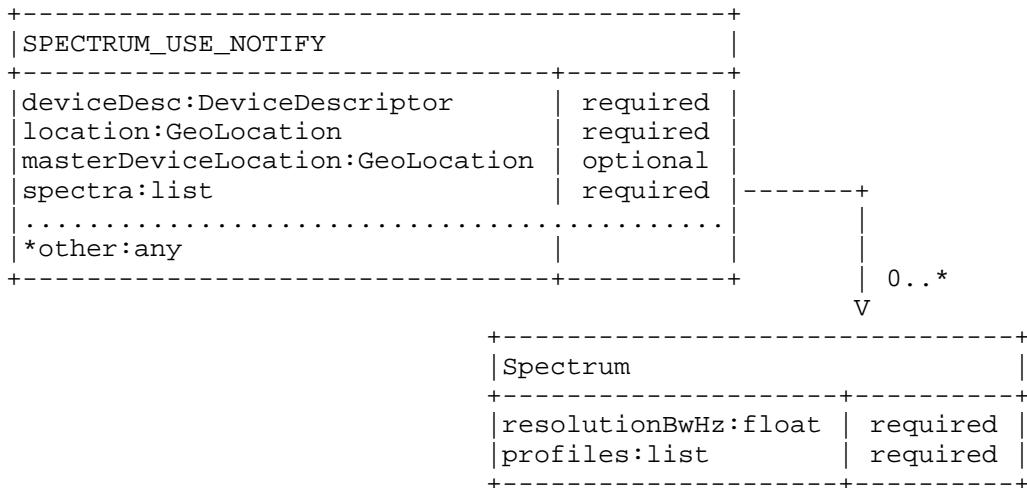 +--------------------------------------------+
|SPECTRUM_USE_NOTIFY                         |
+---------------------------------+----------+
|deviceDesc:DeviceDescriptor      | required |
|location:GeoLocation             | required |
|masterDeviceLocation:GeoLocation | optional |
|spectra:list                     | required |-------+
|............................................|       |
|*other:any                       |          |       |
+---------------------------------+----------+       | 0..*
                                                     V
                              +--------------------------------+
                              |Spectrum                        |
                              +---------------------+----------+
                              |resolutionBwHz:float | required |
                              |profiles:list        | required |
                              +---------------------+----------+